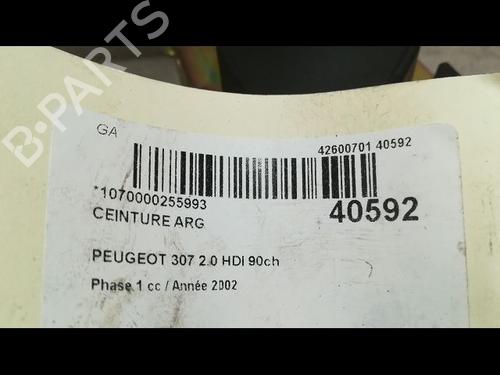 B-PARTS
GA
42600701 40592
*1070000255993
40592
CEINTURE ARG
PEUGEOT 307 2.0 HDI 90ch
Phase 1 cc / Année 2002